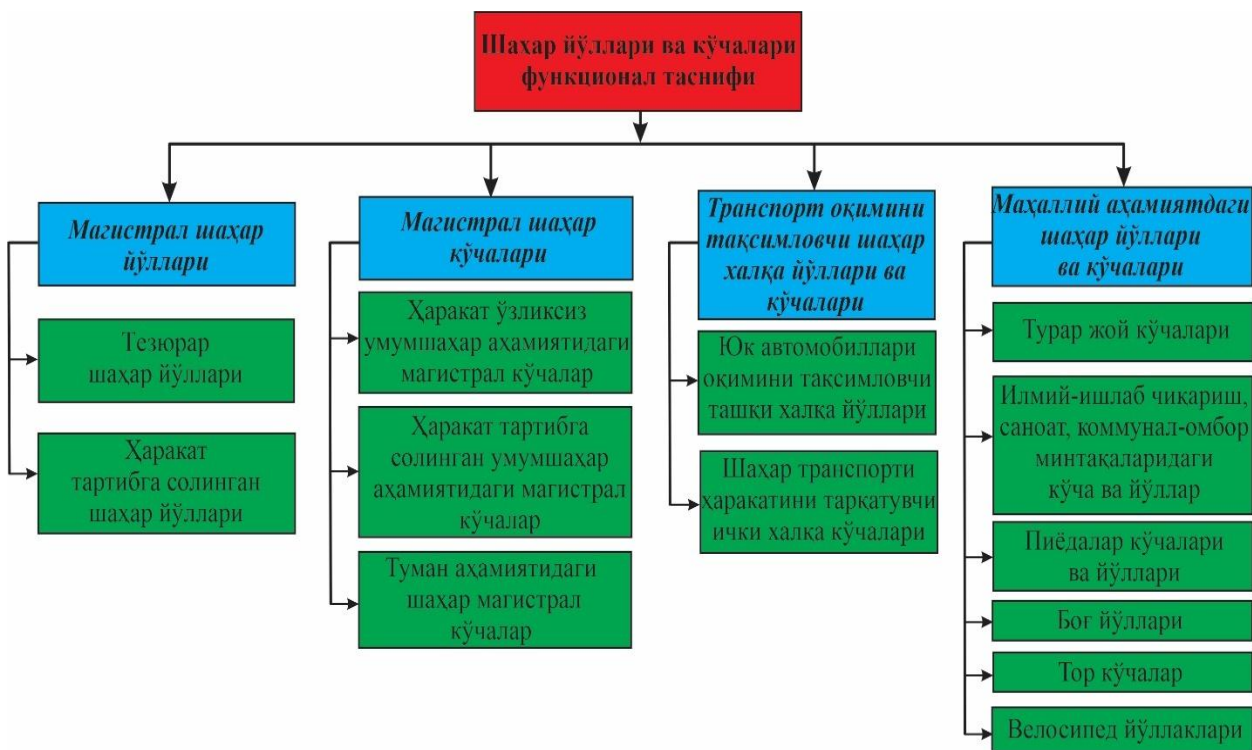 Шаҳар йўллари ва кўчалари
функционал таснифи
Магистрал шаҳар
йўллари
Тезюрар
шаҳар йўллари
Ҳаракат
тартибга солинган
шаҳар йўллари
Магистрал шаҳар
кўчалари
Ҳаракат ўзликсиз
умумшаҳар аҳамиятидаги
магистрал кўчалар
Ҳаракат тартибга
солинган умумшаҳар
аҳамиятидаги магистрал
кўчалар
Туман аҳамиятидаги
шаҳар магистрал
кўчалар
Транспорт оқимини
тақсимловчи шаҳар
халқа йўллари ва
кўчалари
Юк автомобиллари
оқимини тақсимловчи
ташқи халқа йўллари
Шаҳар транспорти
ҳаракатини тарқатувчи
ички халқа кўчалари
Маҳаллий аҳамиятдаги
шаҳар йўллари
ва кўчалари
Турар жой кўчалари
Илмий-ишлаб чиқариш,
саноат, коммунал-омбор
минтақаларидаги
кўча ва йўллар
Пиёдалар кўчалари
ва йўллари
Боғ йўллари
Тор кўчалар
Велосипед йўллаклари